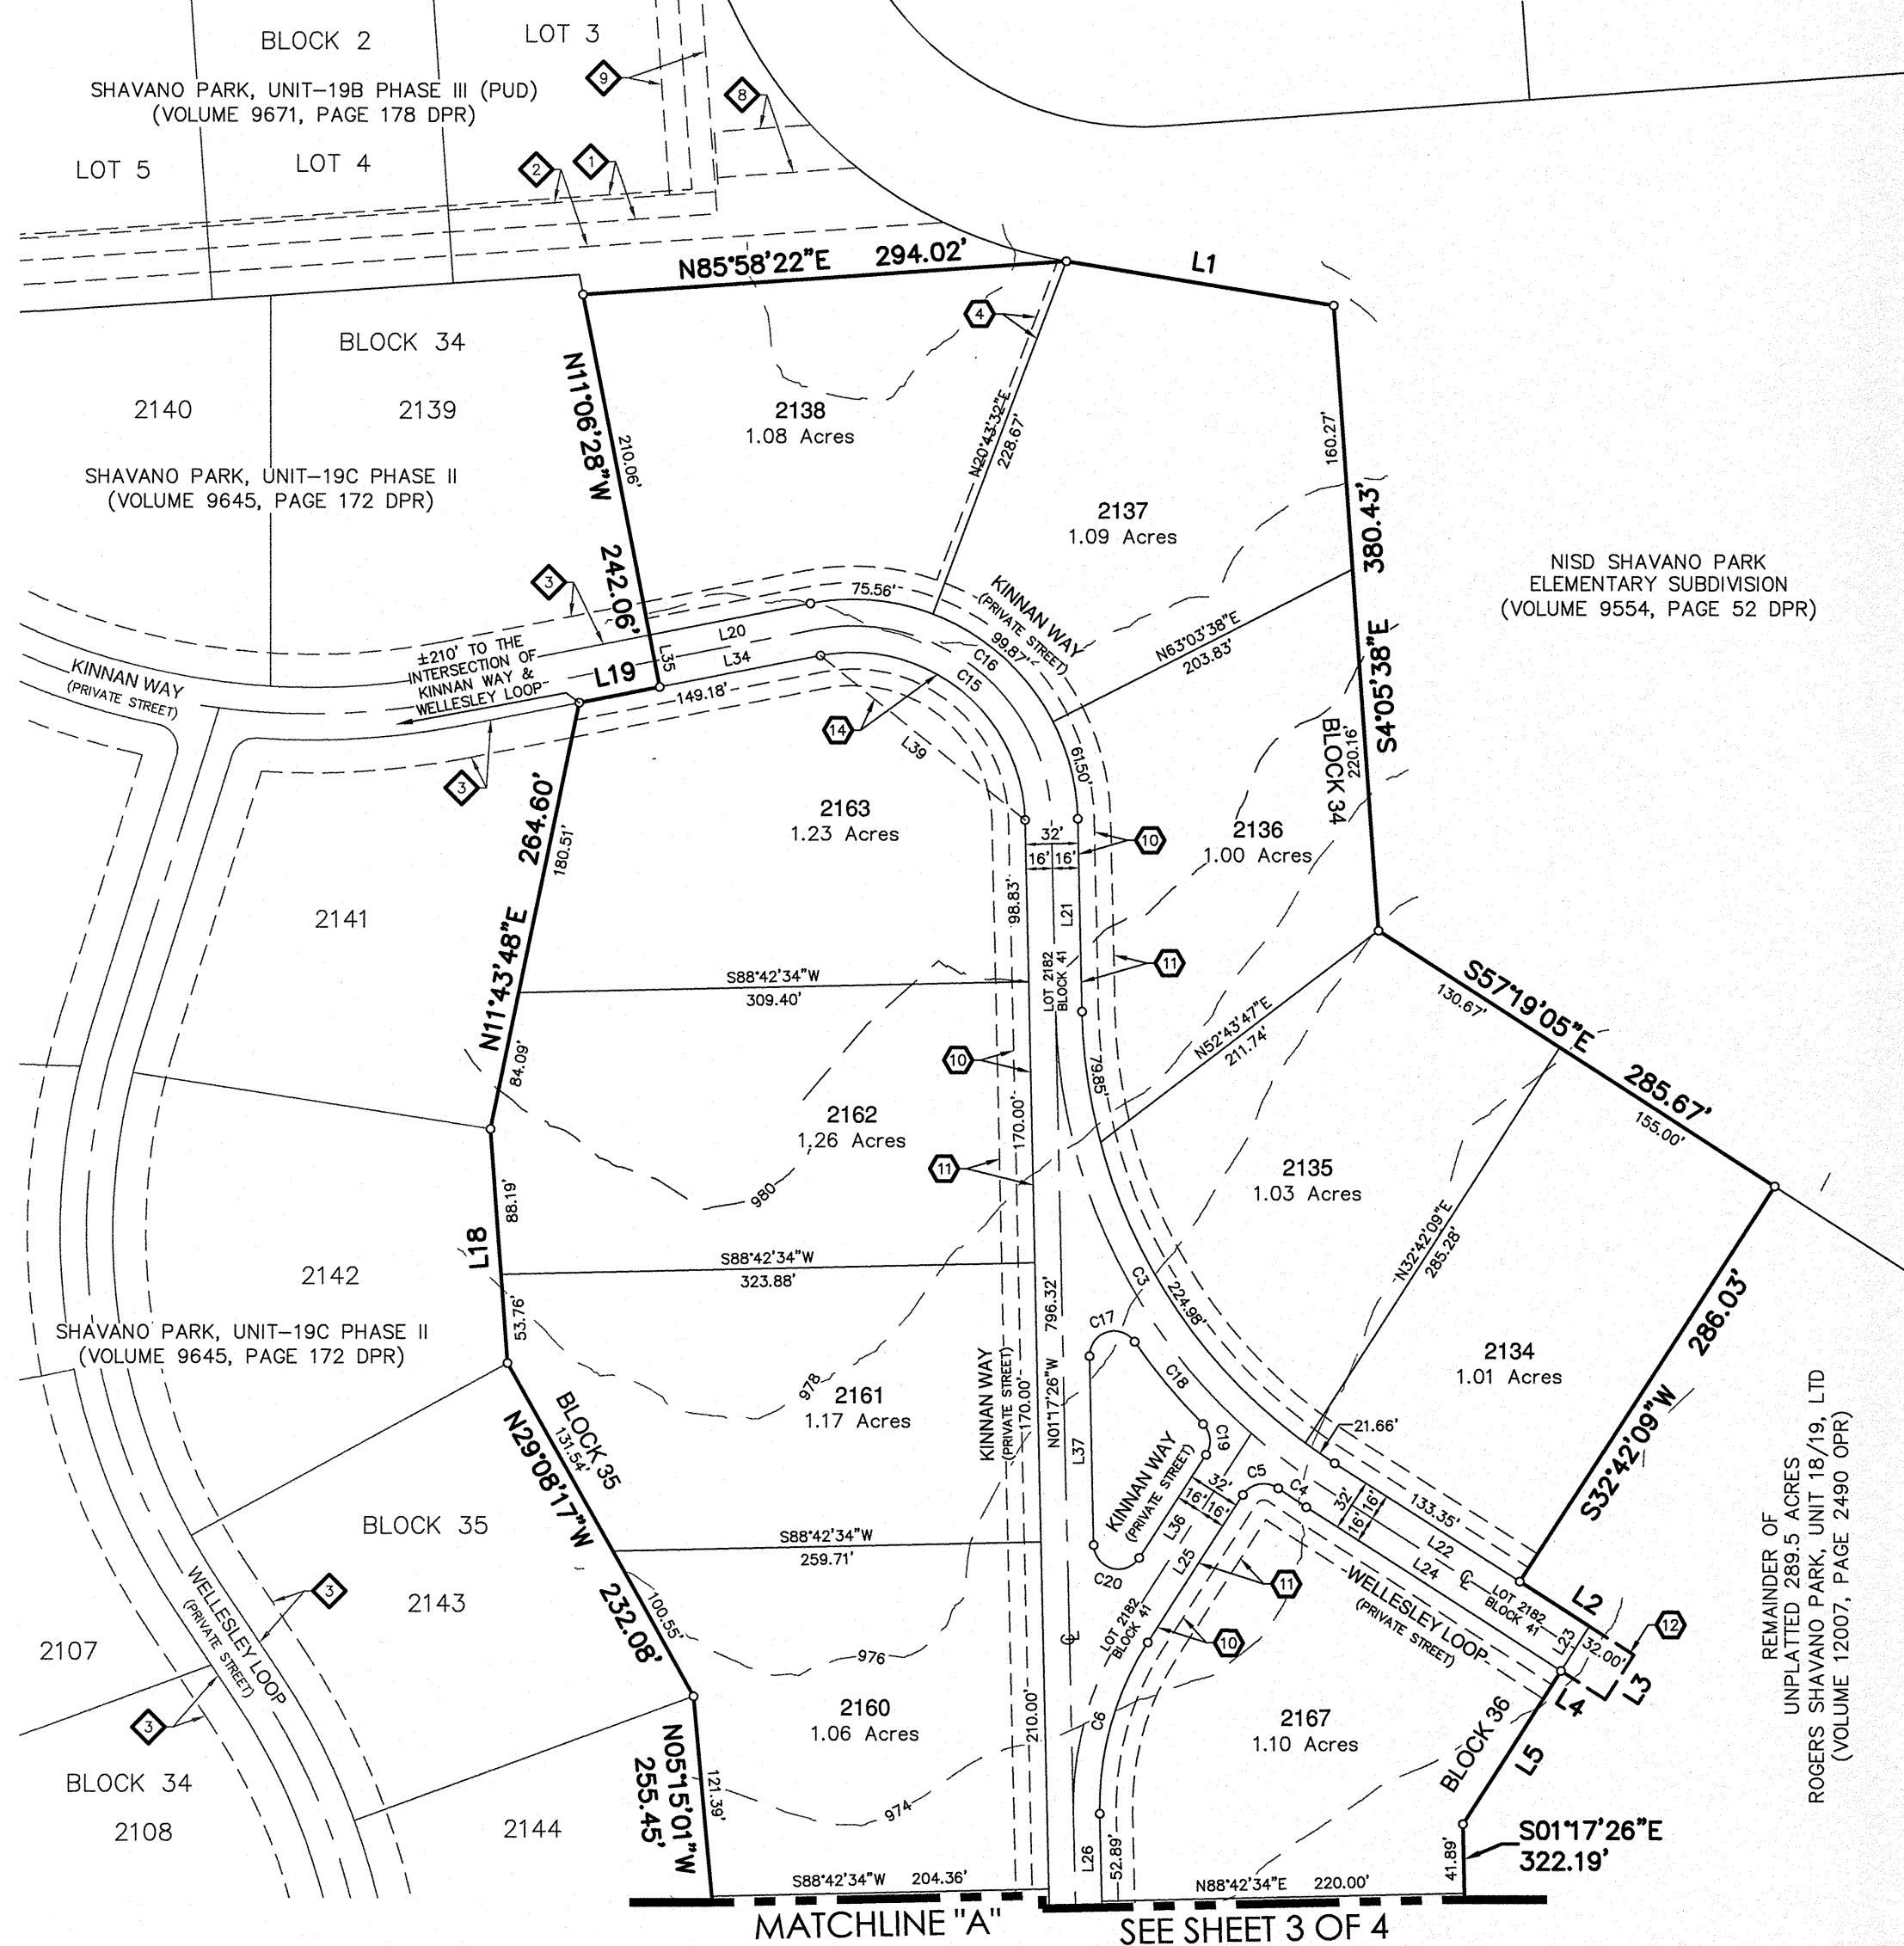 BLOCK 2
LOT 3
SHAVANO PARK, UNIT-19B PHASE III (PUD)
(VOLUME 9671, PAGE 178 DPR)
LOT 5
LOT 4
9
8
2
1
N85°58'22"E 294.02'
L1
4
BLOCK 34
2140
2139
SHAVANO PARK, UNIT-19C PHASE II
(VOLUME 9645, PAGE 172 DPR)
N11°06'28"W
242.06'
210.06'
2138
1.08 Acres
N20°43'32"E
228.67'
2137
1.09 Acres
160.27'
380.43'
S4°05'38"E
220.16'
BLOCK 34
NISD SHAVANO PARK
ELEMENTARY SUBDIVISION
(VOLUME 9554, PAGE 52 DPR)
3
75.56'
KINNAN WAY
(PRIVATE STREET)
99.87'
N63°03'38"E
203.83'
KINNAN WAY
(PRIVATE STREET)
±210' TO THE
INTERSECTION OF
KINNAN WAY &
WELLESLEY LOOP
L19
L20
L35
L34
149.18'
C16
C15
14
L39
61.50'
3
264.60'
180.51'
N11°43'48"E
84.09'
2163
1.23 Acres
32'
16'
16'
10
2136
1.00 Acres
98.83'
L21
LOT 2182
BLOCK 41
11
2141
S88°42'34"W
309.40'
10
79.85'
N52°43'47"E
211.74'
S57°19'05"E
285.67'
130.67'
155.00'
2162
1.26 Acres
170.00'
11
980
2135
1.03 Acres
88.19'
L18
53.76'
2142
SHAVANO PARK, UNIT-19C PHASE II
(VOLUME 9645, PAGE 172 DPR)
S88°42'34"W
323.88'
796.32'
C3
224.98'
N32°42'09"E
285.28'
286.03'
S32°42'09"W
C17
C18
C19
978
2161
1.17 Acres
KINNAN WAY
(PRIVATE STREET)
170.00'
N01°17'26"W
L37
2134
1.01 Acres
21.66'
BLOCK 35
131.54'
N29°08'17"W
232.08'
100.55'
BLOCK 35
2143
S88°42'34"W
259.71'
KINNAN WAY
(PRIVATE STREET)
32'
16'
16'
L36
C20
L25
C5
C4
32'
16'
16'
133.35'
L22
L24
℄
LOT 2182
BLOCK 41
L2
12
L23
32.00'
L3
L4
L5
WELLESLEY LOOP
(PRIVATE STREET)
11
10
LOT 2182
BLOCK 41
℄
REMAINDER OF
UNPLATTED 289.5 ACRES
ROGERS SHAVANO PARK, UNIT 18/19, LTD
(VOLUME 12007, PAGE 2490 OPR)
2107
WELLESLEY LOOP
(PRIVATE STREET)
3
3
BLOCK 34
2108
2144
976
2160
1.06 Acres
974
210.00'
N05°15'01"W
255.45'
121.39'
C6
L26
52.89'
2167
1.10 Acres
BLOCK 36
S01°17'26"E
322.19'
41.89'
S88°42'34"W 204.36'
N88°42'34"E 220.00'
MATCHLINE "A"
SEE SHEET 3 OF 4